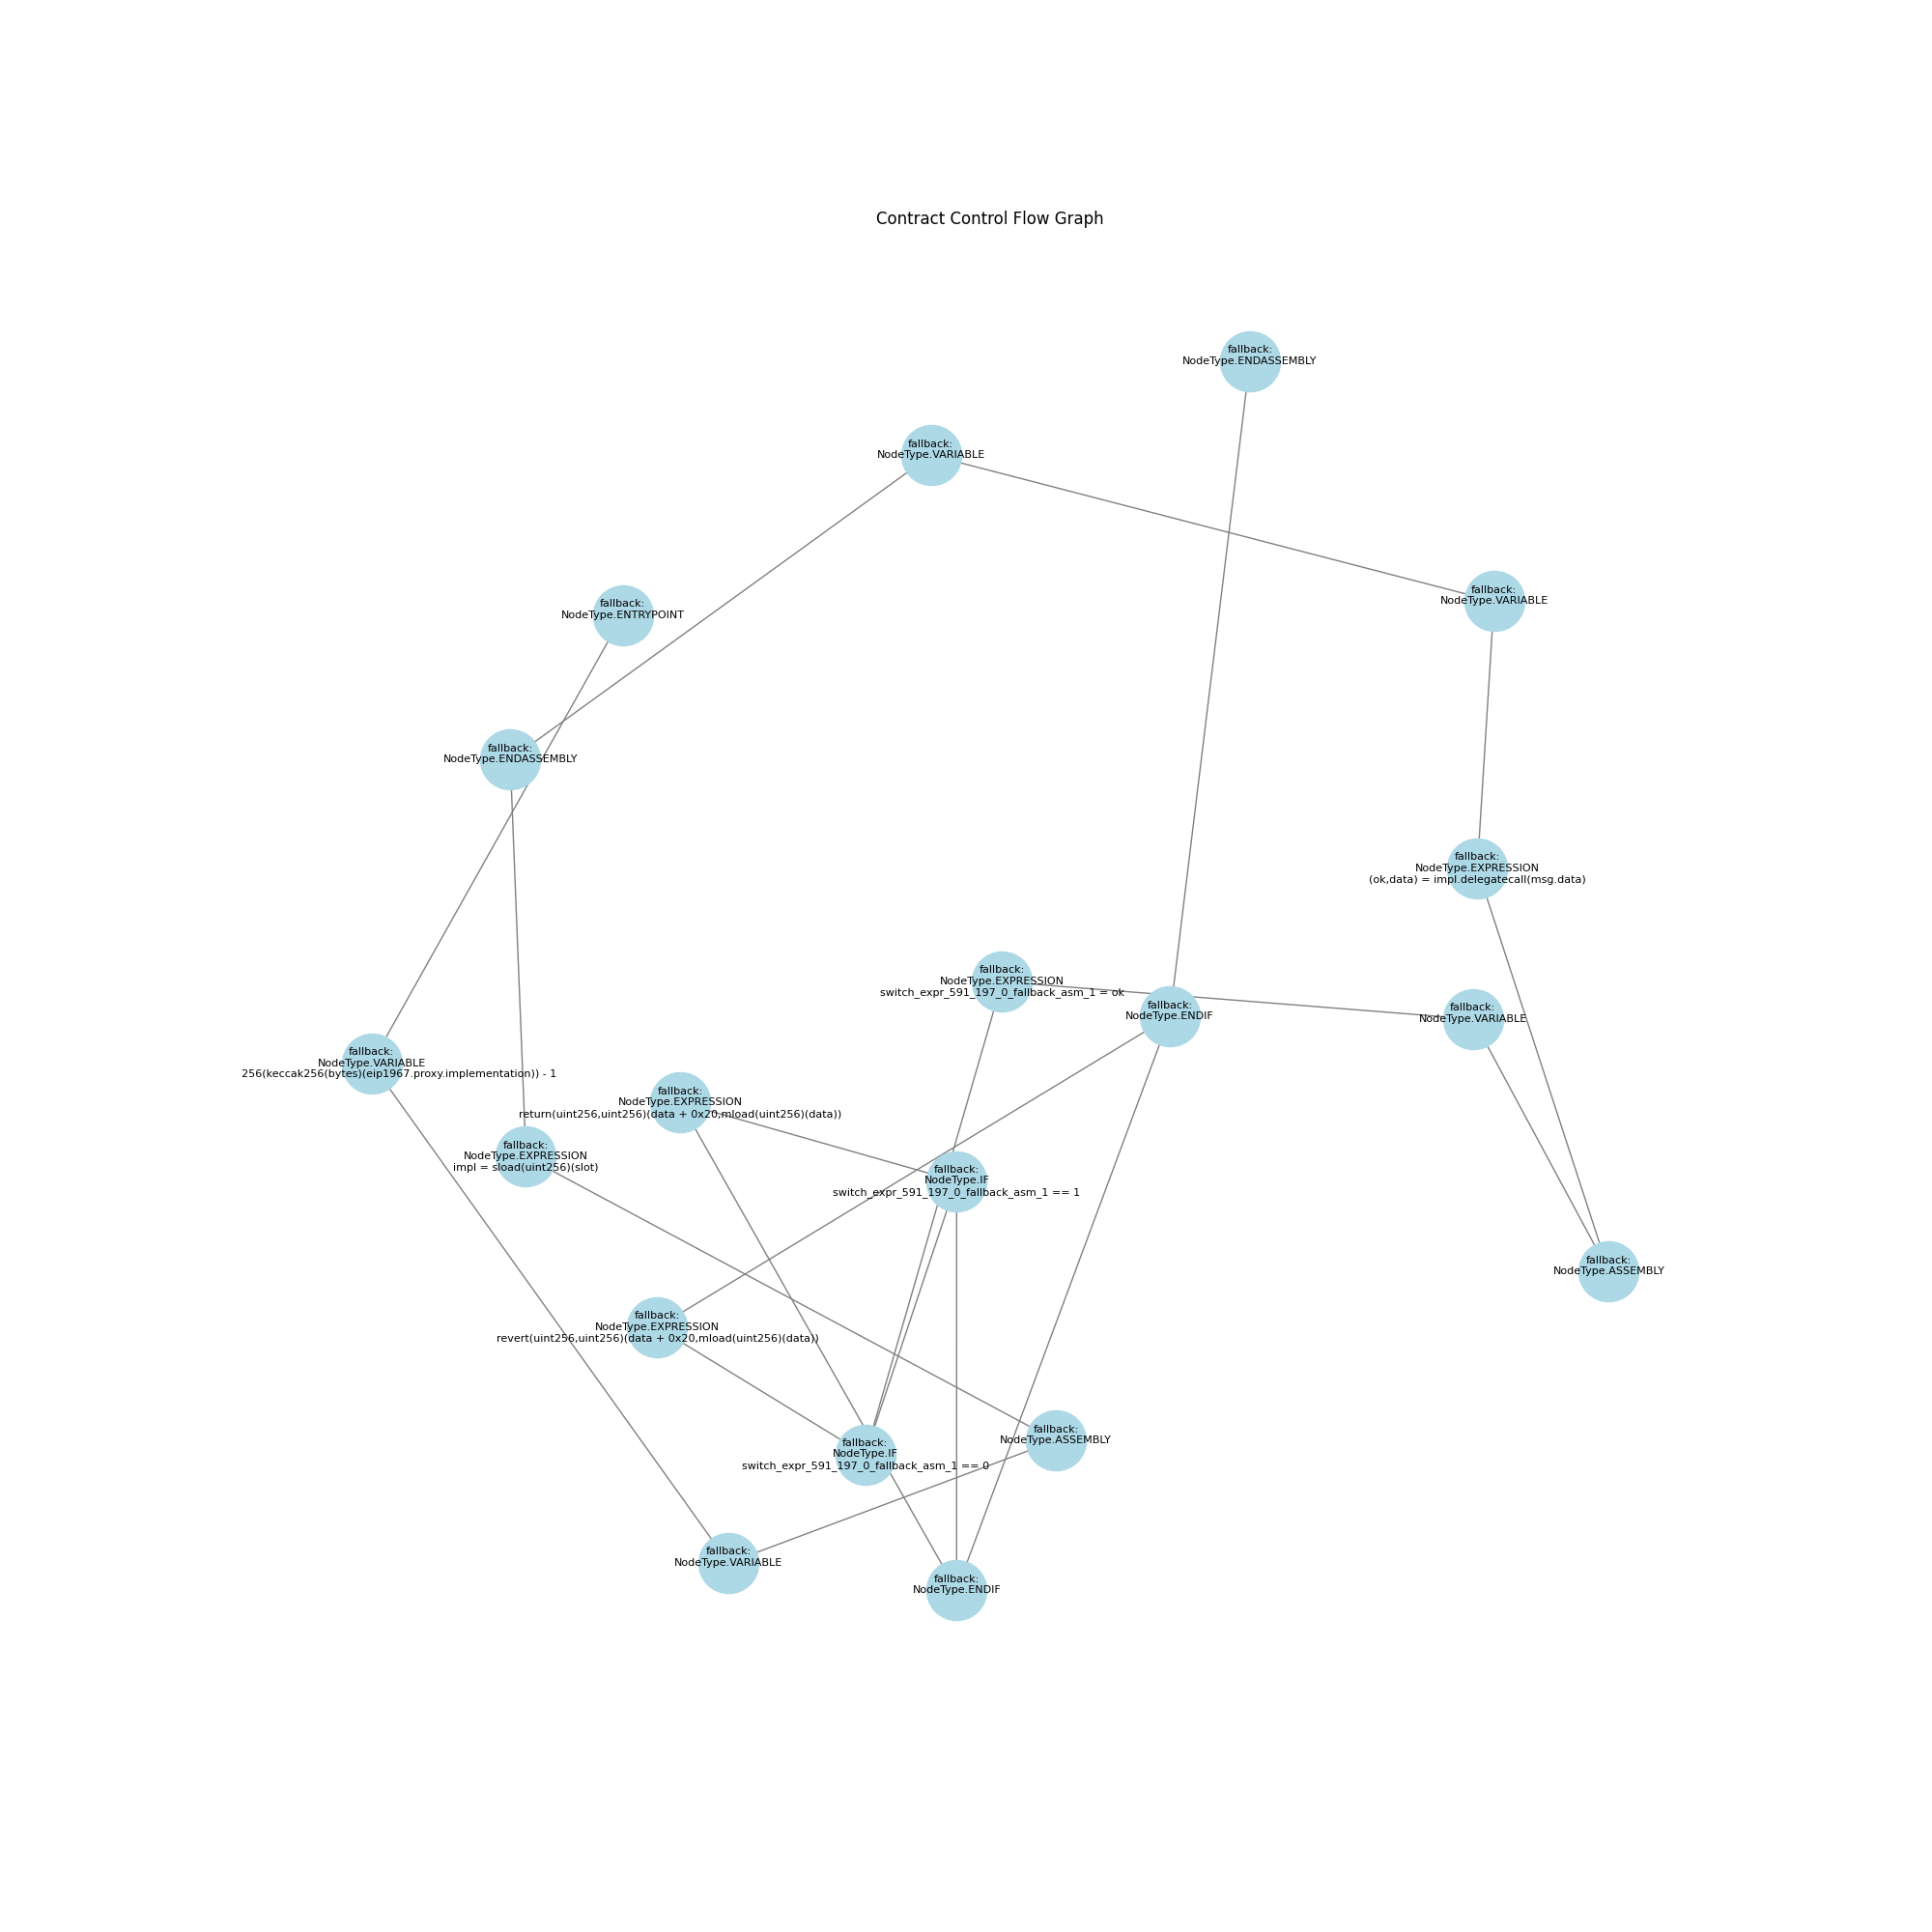 Contract Control Flow Graph
fallback:
NodeType.ENDASSEMBLY
fallback:
NodeType.VARIABLE
fallback:
NodeType.VARIABLE
fallback:
NodeType.ENTRYPOINT
fallback:
NodeType.ENDASSEMBLY
fallback:
NodeType.EXPRESSION
(ok,data) = impl.delegatecall(msg.data)
fallback:
NodeType.EXPRESSION
switch_expr_591_197_0_fallback_asm_1 = ok
fallback:
NodeType.ENDIF
fallback:
NodeType.VARIABLE
fallback:
NodeType.VARIABLE
256(keccak256(bytes)(eip1967.proxy.implementation)) - 1
fallback:
NodeType.EXPRESSION
return(uint256,uint256)(data + 0x20,mload(uint256)(data))
fallback:
NodeType.EXPRESSION
impl = sload(uint256)(slot)
fallback:
NodeType.IF
switch_expr_591_197_0_fallback_asm_1 == 1
fallback:
NodeType.ASSEMBLY
fallback:
NodeType.EXPRESSION
revert(uint256,uint256)(data + 0x20,mload(uint256)(data))
fallback:
NodeType.ASSEMBLY
fallback:
NodeType.IF
switch_expr_591_197_0_fallback_asm_1 == 0
fallback:
NodeType.VARIABLE
fallback:
NodeType.ENDIF